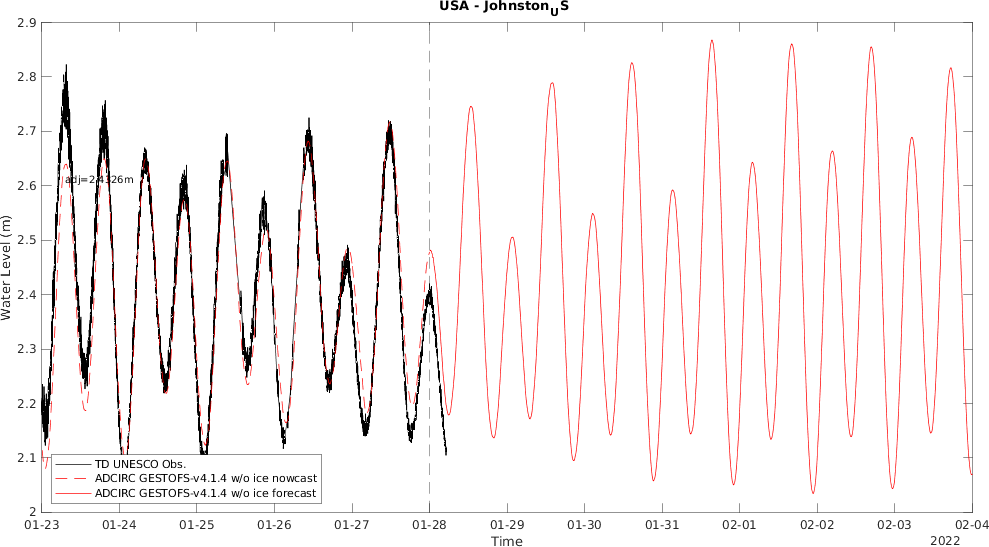 USA - Johnston_US
2.9
2.8
2.7
2.6
2.5
2.4
2.3
2.2
2.1
2
Water Level (m)
adj=2.4326m
TD UNESCO Obs.
ADCIRC GESTOFS-v4.1.4 w/o ice nowcast
ADCIRC GESTOFS-v4.1.4 w/o ice forecast
01-23 01-24 01-25 01-26 01-27 01-28 01-29 01-30 01-31 02-01 02-02 02-03 02-04
Time
2022